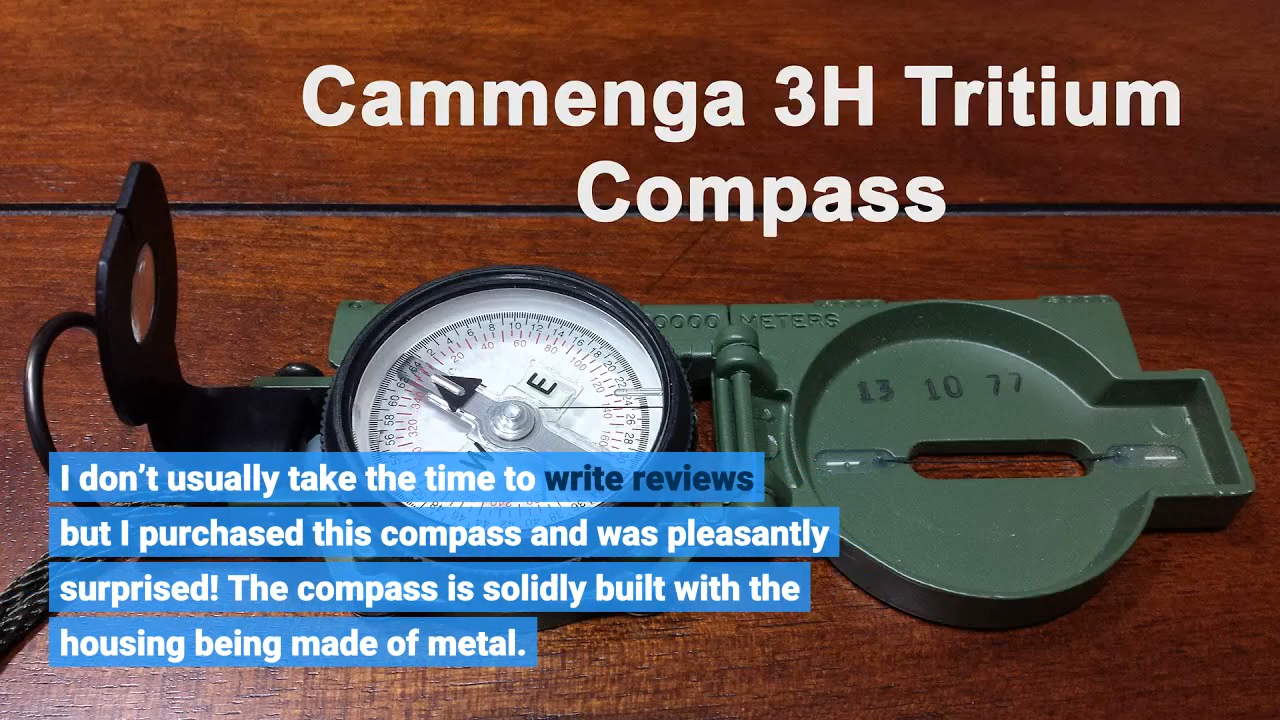 Cammenga 3H Tritium
Compass
0000 METERS
E
13 10 77
I don’t usually take the time to write reviews
but I purchased this compass and was pleasantly
surprised! The compass is solidly built with the
housing being made of metal.